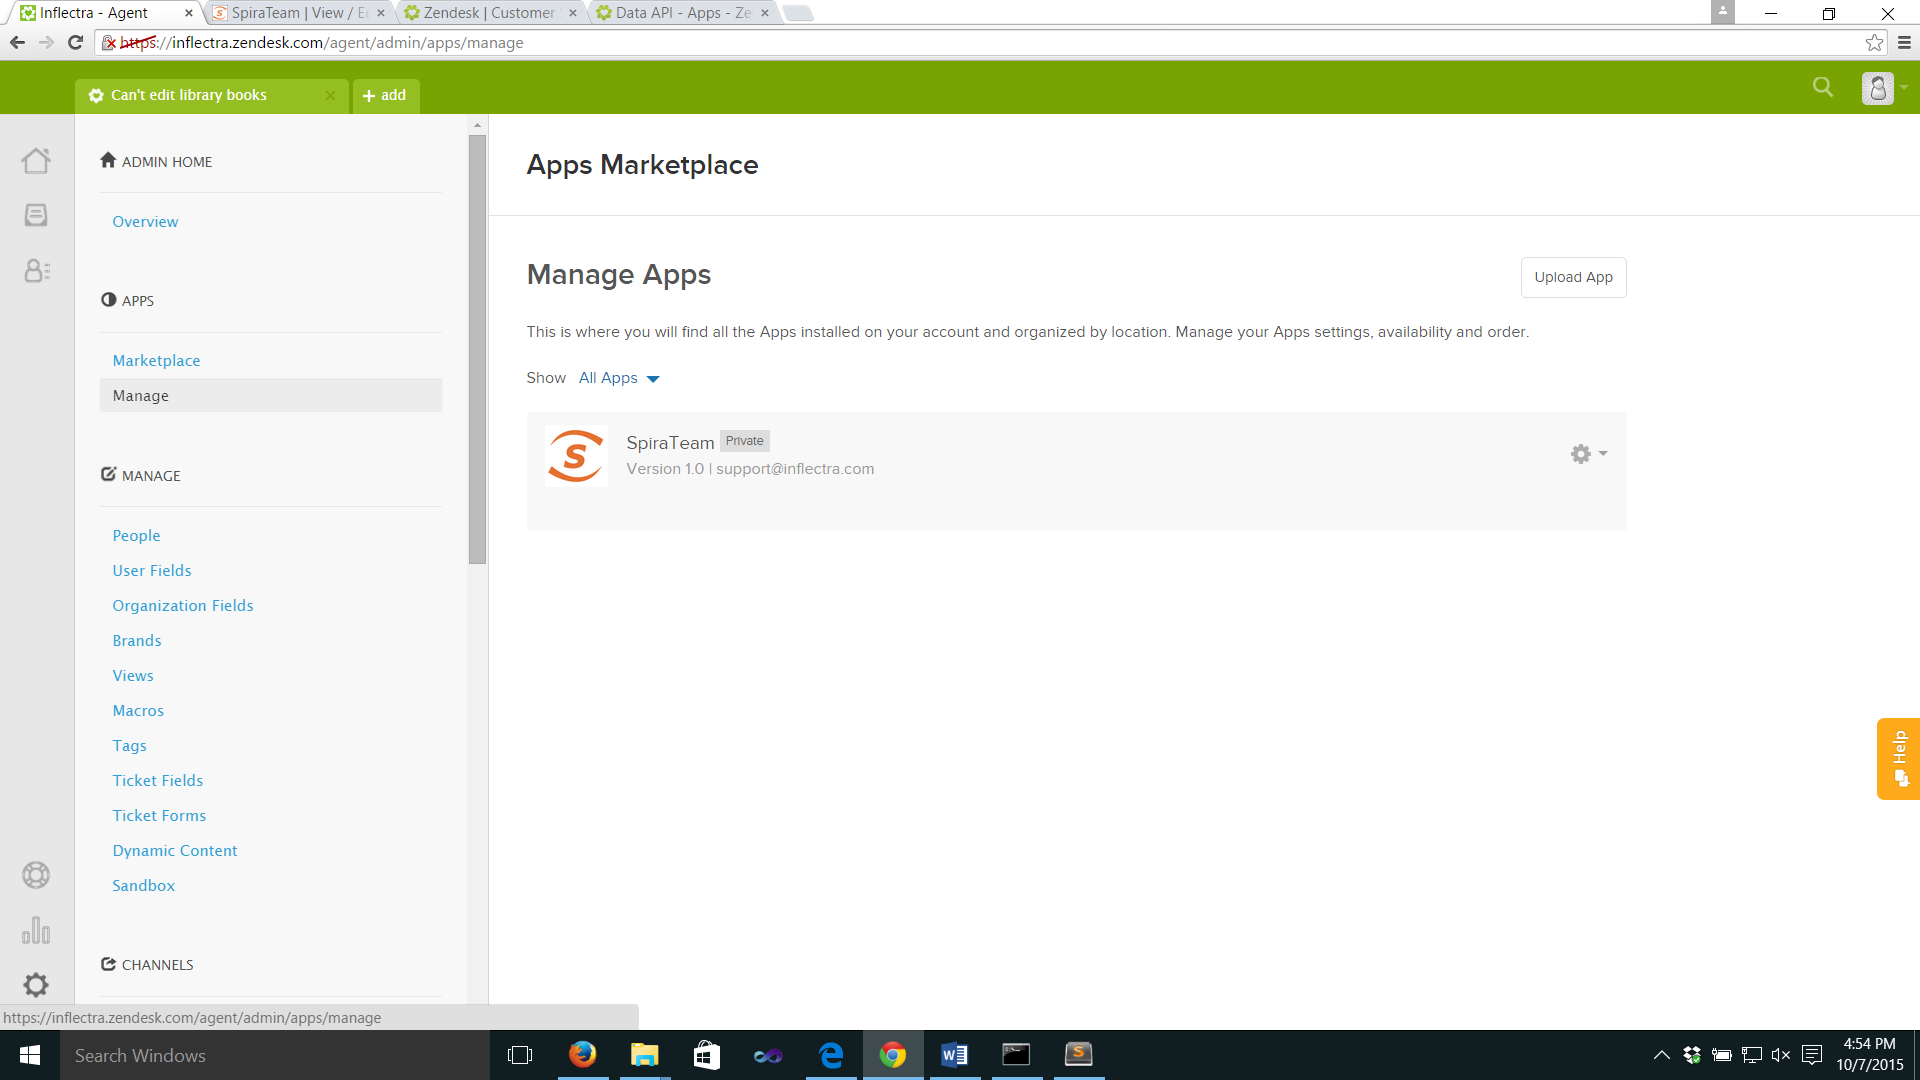 Inflectra - Agent
SpiraTeam | View / E
Zendesk | Customer
Data API - Apps - Ze
https://inflectra.zendesk.com/agent/admin/apps/manage
Can't edit library books
+ add
ADMIN HOME
Overview
APPS
Marketplace
Manage
MANAGE
People
User Fields
Organization Fields
Brands
Views
Macros
Tags
Ticket Fields
Ticket Forms
Dynamic Content
Sandbox
CHANNELS
Apps Marketplace
Manage Apps
Upload App
This is where you will find all the Apps installed on your account and organized by location. Manage your Apps settings, availability and order.
Show All Apps
S
SpiraTeam Private
Version 1.0 | support@inflectra.com
Help
https://inflectra.zendesk.com/agent/admin/apps/manage
Search Windows
4:54 PM
10/7/2015